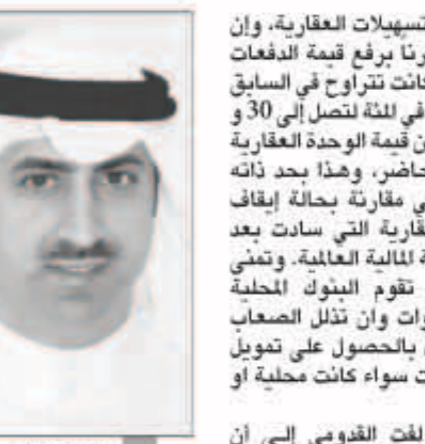 تسهيلات العقارية، وإن
رنا برفع قيمة الدفعات
كانت تتراوح في السابق
في المئة لتصل إلى 30 و
ن قيمة الوحدة العقارية
حاضر، وهذا بحد ذاته
ي مقارنة بحالة إيقاف
قارية التي سادت بعد
ة المالية العالمية. وتمنى
تقوم البنوك المحلية
وات وان تذلل الصعاب
بالحصول على تمويل
ت سواء كانت محلية او
لفت القدومي إلى أن